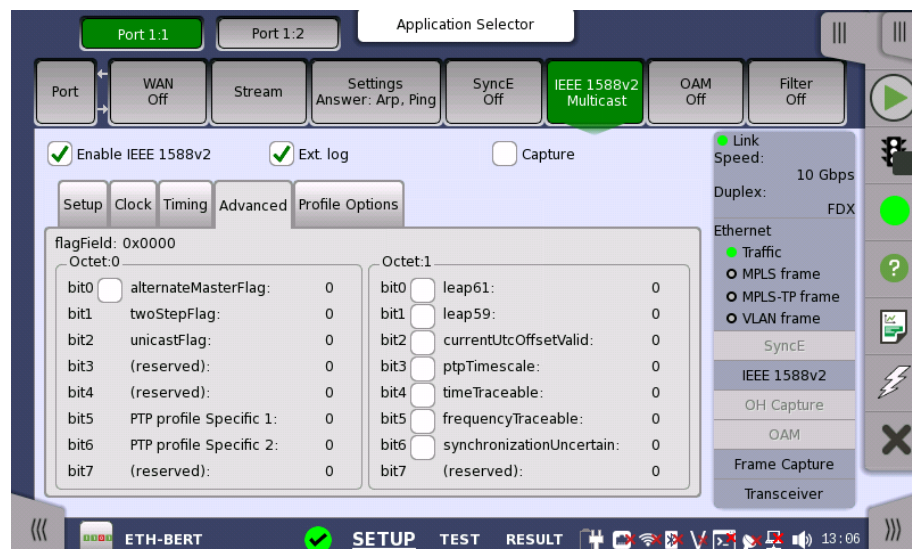 Application Selector
Port 1:1
Port 1:2
Port
WAN
Off
Stream
Settings
Answer: Arp, Ping
SyncE
Off
IEEE 1588v2
Multicast
OAM
Off
Filter
Off
Enable IEEE 1588v2
Ext. log
Capture
Setup
Clock
Timing
Advanced
Profile Options
flagField: 0x0000
Octet:0
bit0 alternateMasterFlag: 0
bit1 twoStepFlag: 0
bit2 unicastFlag: 0
bit3 (reserved): 0
bit4 (reserved): 0
bit5 PTP profile Specific 1: 0
bit6 PTP profile Specific 2: 0
bit7 (reserved): 0
Octet:1
bit0 leap61: 0
bit1 leap59: 0
bit2 currentUtcOffsetValid: 0
bit3 ptpTimescale: 0
bit4 timeTraceable: 0
bit5 frequencyTraceable: 0
bit6 synchronizationUncertain: 0
bit7 (reserved): 0
Link
Speed:
10 Gbps
Duplex:
FDX
Ethernet
Traffic
MPLS frame
MPLS-TP frame
VLAN frame
SyncE
IEEE 1588v2
OH Capture
OAM
Frame Capture
Transceiver
ETH-BERT
SETUP
TEST
RESULT
13:06